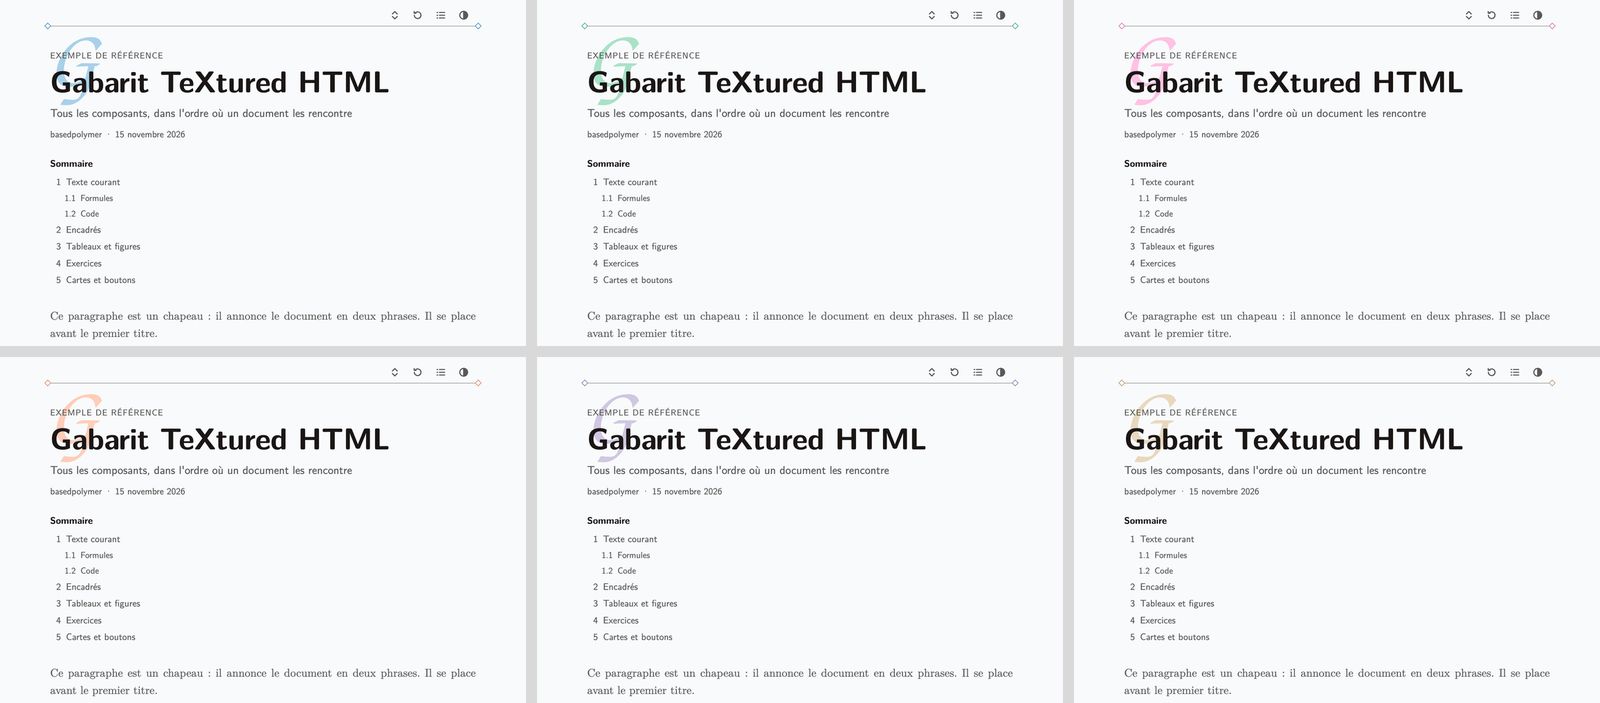 G
EXEMPLE DE RÉFÉRENCE
Gabarit TeXtured HTML
Tous les composants, dans l'ordre où un document les rencontre
basedpolymer · 15 novembre 2026
Sommaire
1 Texte courant
1.1 Formules
1.2 Code
2 Encadrés
3 Tableaux et figures
4 Exercices
5 Cartes et boutons
Ce paragraphe est un chapeau : il annonce le document en deux phrases. Il se place
avant le premier titre.
G
EXEMPLE DE RÉFÉRENCE
Gabarit TeXtured HTML
Tous les composants, dans l'ordre où un document les rencontre
basedpolymer · 15 novembre 2026
Sommaire
1 Texte courant
1.1 Formules
1.2 Code
2 Encadrés
3 Tableaux et figures
4 Exercices
5 Cartes et boutons
Ce paragraphe est un chapeau : il annonce le document en deux phrases. Il se place
avant le premier titre.
G
EXEMPLE DE RÉFÉRENCE
Gabarit TeXtured HTML
Tous les composants, dans l'ordre où un document les rencontre
basedpolymer · 15 novembre 2026
Sommaire
1 Texte courant
1.1 Formules
1.2 Code
2 Encadrés
3 Tableaux et figures
4 Exercices
5 Cartes et boutons
Ce paragraphe est un chapeau : il annonce le document en deux phrases. Il se place
avant le premier titre.
G
EXEMPLE DE RÉFÉRENCE
Gabarit TeXtured HTML
Tous les composants, dans l'ordre où un document les rencontre
basedpolymer · 15 novembre 2026
Sommaire
1 Texte courant
1.1 Formules
1.2 Code
2 Encadrés
3 Tableaux et figures
4 Exercices
5 Cartes et boutons
Ce paragraphe est un chapeau : il annonce le document en deux phrases. Il se place
avant le premier titre.
G
EXEMPLE DE RÉFÉRENCE
Gabarit TeXtured HTML
Tous les composants, dans l'ordre où un document les rencontre
basedpolymer · 15 novembre 2026
Sommaire
1 Texte courant
1.1 Formules
1.2 Code
2 Encadrés
3 Tableaux et figures
4 Exercices
5 Cartes et boutons
Ce paragraphe est un chapeau : il annonce le document en deux phrases. Il se place
avant le premier titre.
G
EXEMPLE DE RÉFÉRENCE
Gabarit TeXtured HTML
Tous les composants, dans l'ordre où un document les rencontre
basedpolymer · 15 novembre 2026
Sommaire
1 Texte courant
1.1 Formules
1.2 Code
2 Encadrés
3 Tableaux et figures
4 Exercices
5 Cartes et boutons
Ce paragraphe est un chapeau : il annonce le document en deux phrases. Il se place
avant le premier titre.